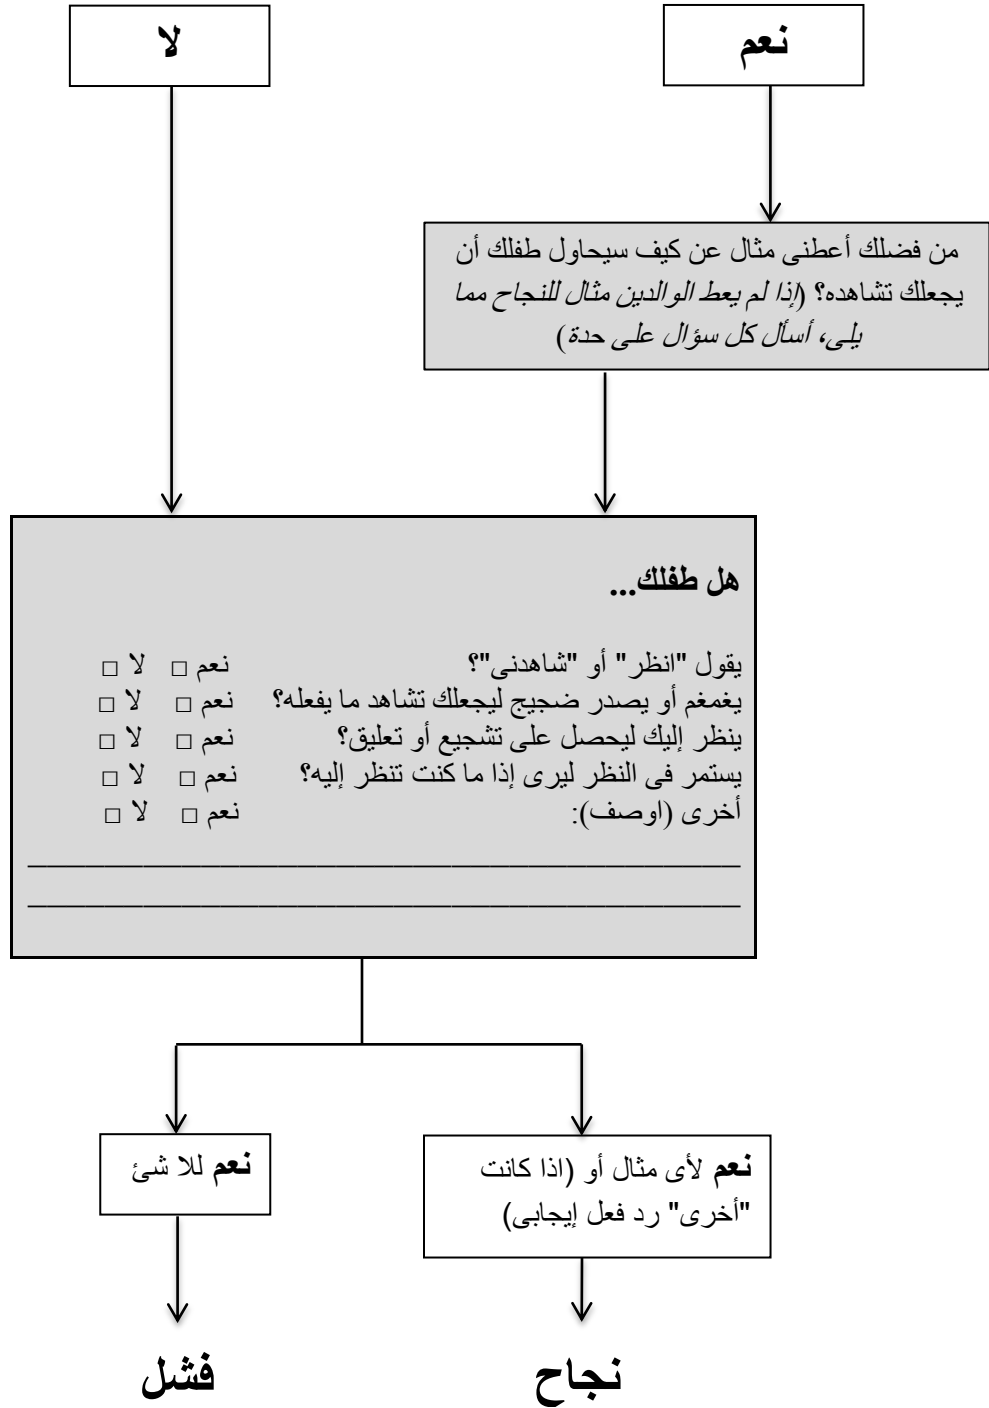 نعم
لا
من فضلك أعطنى مثال عن كيف سيحاول طفلك أن
يجعلك تشاهده؟ (إذا لم يعط الوالدين مثال للنجاح مما
يلى، أسأل كل سؤال على حدة)
هل طفلك...
يقول "انظر" أو "شاهدنى"؟ نعم □ لا □
يغمغم أو يصدر ضجيج ليجعلك تشاهد ما يفعله؟ نعم □ لا □
ينظر إليك ليحصل على تشجيع أو تعليق؟ نعم □ لا □
يستمر فى النظر ليرى إذا ما كنت تنظر إليه؟ نعم □ لا □
أخرى (اوصف): نعم □ لا □
نعم لأى مثال أو (اذا كانت
"أخرى" رد فعل إيجابى)
نعم للا شئ
نجاح
فشل